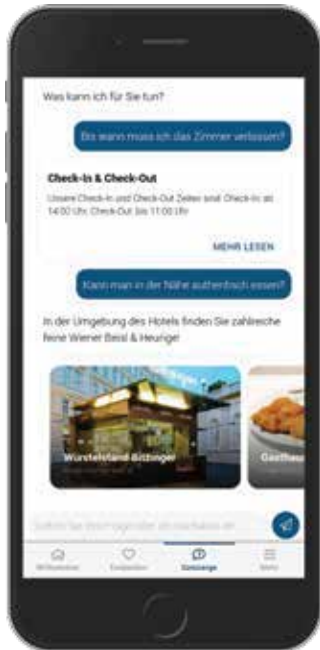 Was kann ich für Sie tun?
Bis wann muss ich das Zimmer verlassen?
Check-In & Check-Out
Unsere Check-In und Check-Out Zeiten sind: Check-In: ab
14:00 Uhr, Check-Out: bis 11:00 Uhr
MEHR LESEN
Kann man in der Nähe authentisch essen?
In der Umgebung des Hotels finden Sie zahlreiche
feine Wiener Beisl & Heurige!
Würstelstand Bitzinger
Gasthau
Concierge
Menü